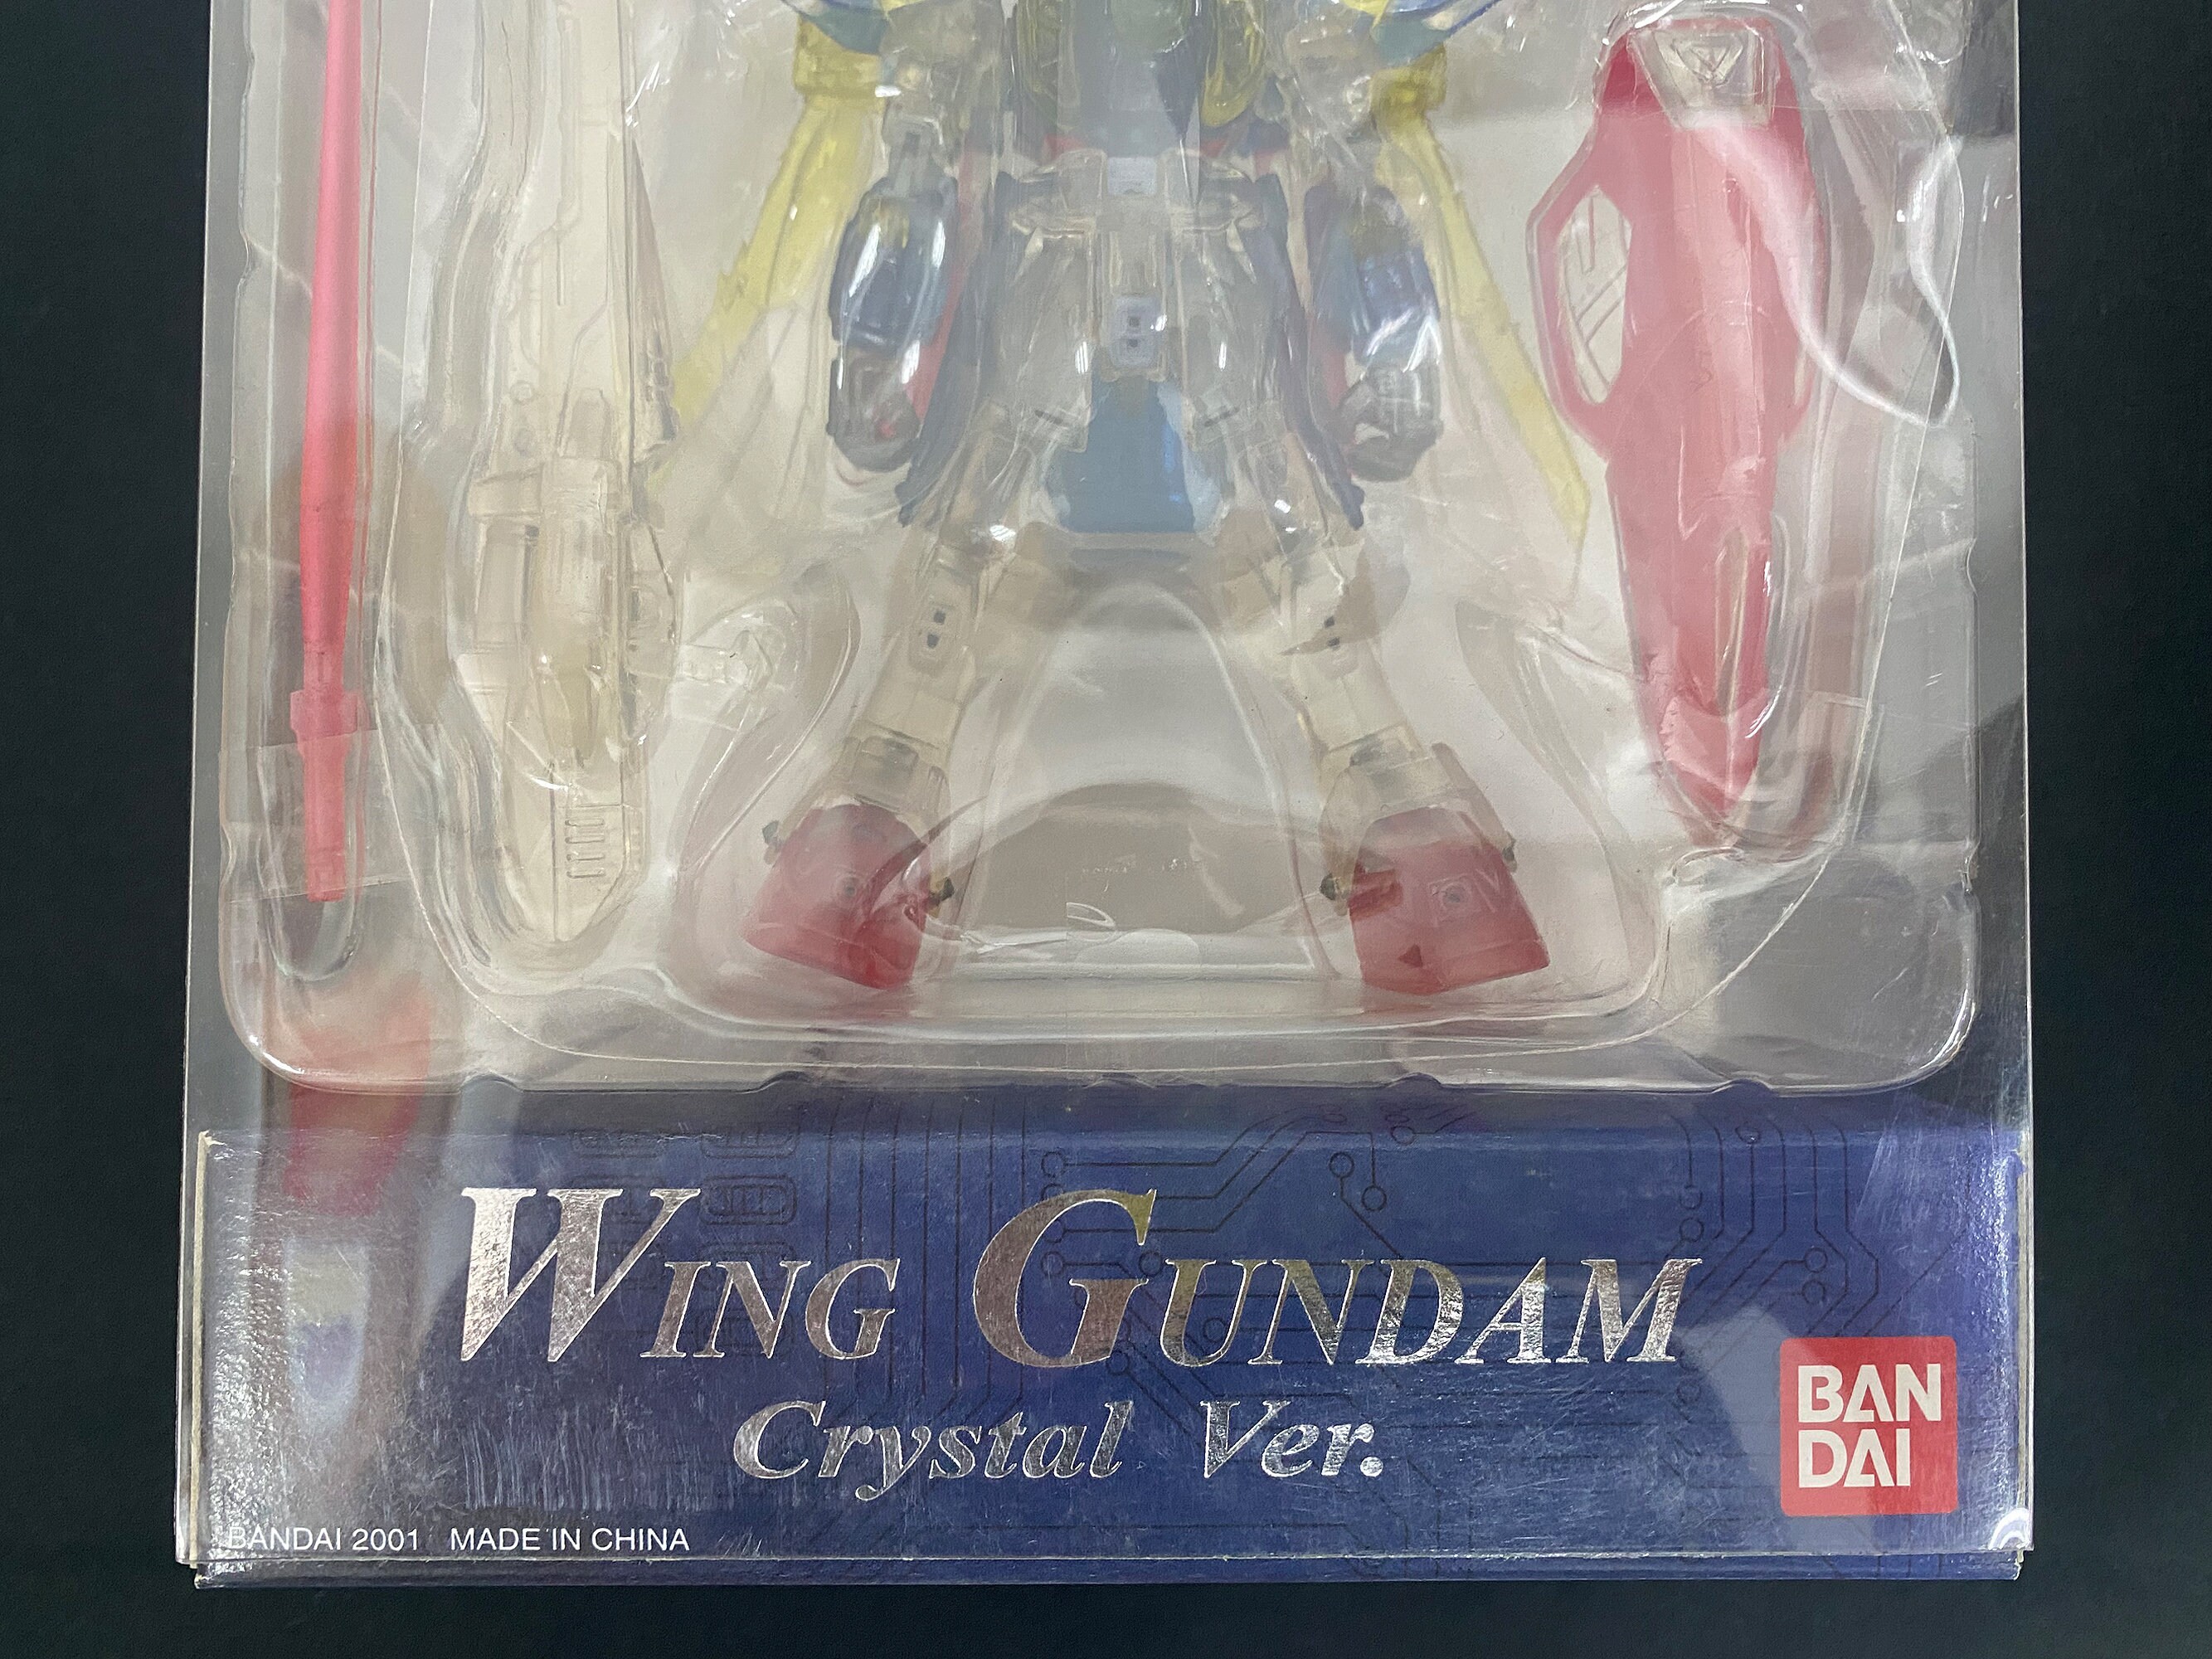 WING GUNDAM
Crystal Ver.
BAN
DAI
BANDAI 2001 MADE IN CHINA